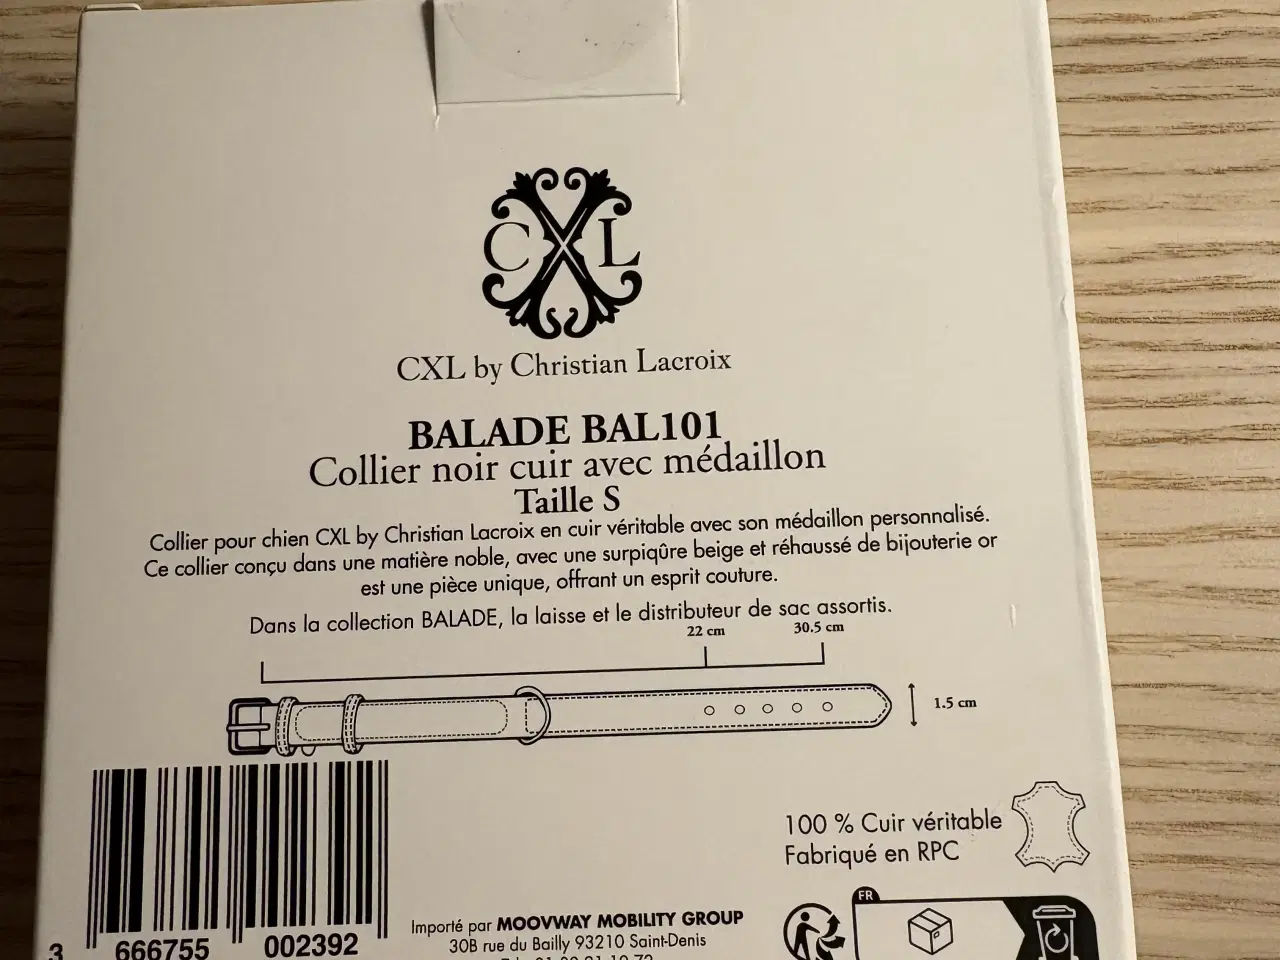 CXL
CXL by Christian Lacroix
BALADE BAL101
Collier noir cuir avec médaillon
Taille S
Collier pour chien CXL by Christian Lacroix en cuir véritable avec son médaillon personnalisé.
Ce collier conçu dans une matière noble, avec une surpiqûre beige et réhaussé de bijouterie or
est une pièce unique, offrant un esprit couture.
Dans la collection BALADE, la laisse et le distributeur de sac assortis.
22 cm 30.5 cm
1.5 cm
100 % Cuir véritable
Fabriqué en RPC
FR
Importé par MOOVWAY MOBILITY GROUP
30B rue du Bailly 93210 Saint-Denis
3 666755 002392